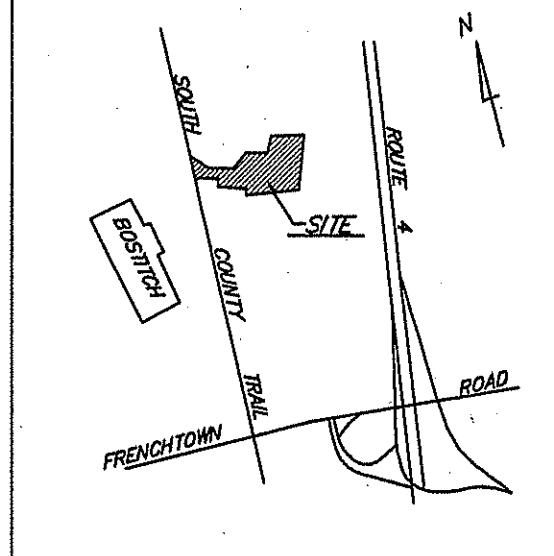 N
SOUTH
ROUTE 4
SITE
BOSTITCH
COUNTY
TRAIL
ROAD
FRENCHTOWN